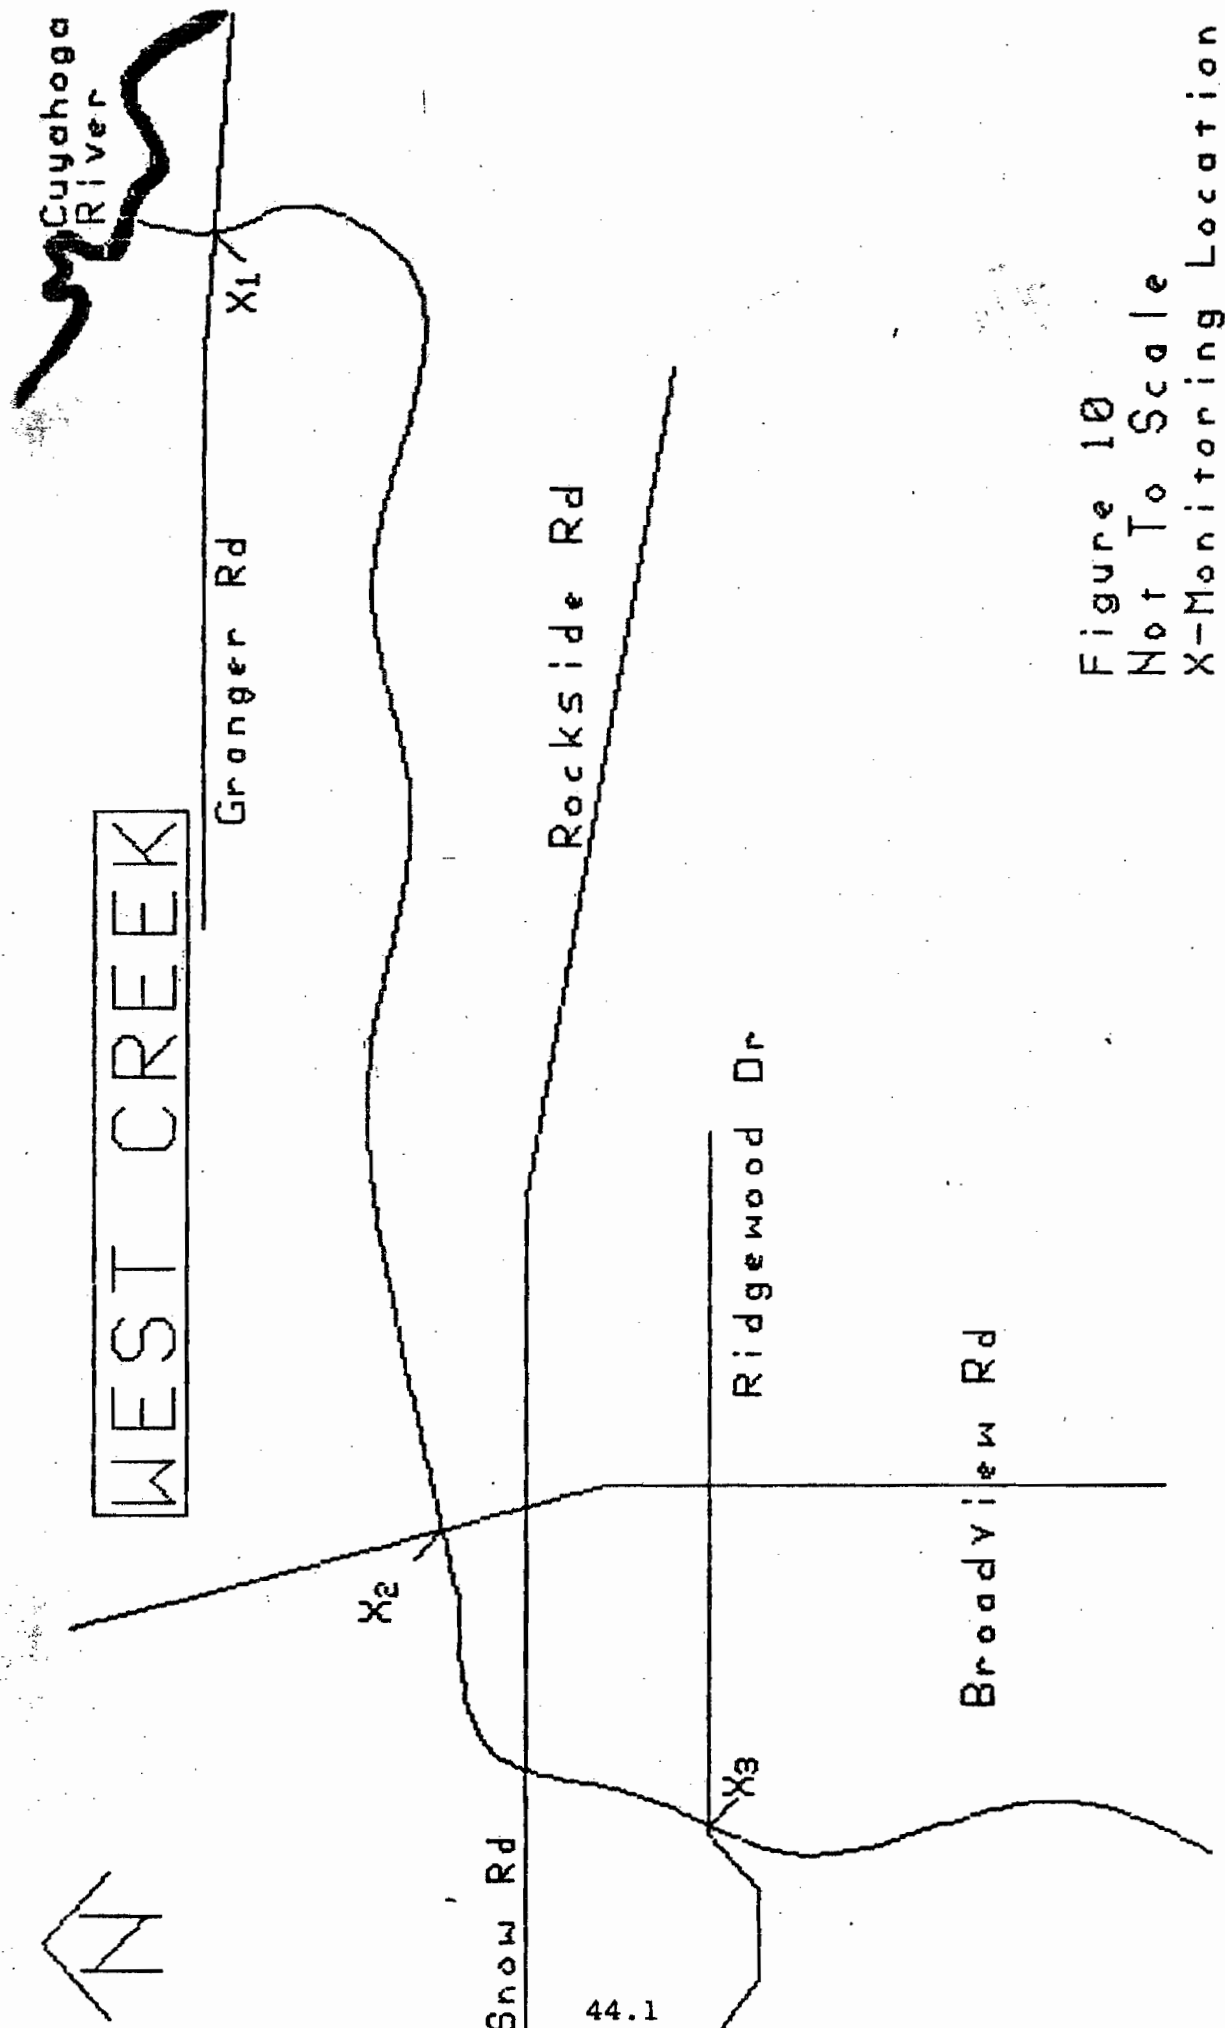 WEST CREEK
Cuyahoga
River
X1
Granger Rd
Rockside Rd
X2
Ridgewood Dr
Broadview Rd
X3
Snow Rd
N
Figure 10
Not To Scale
X-Monitoring Location
44.1